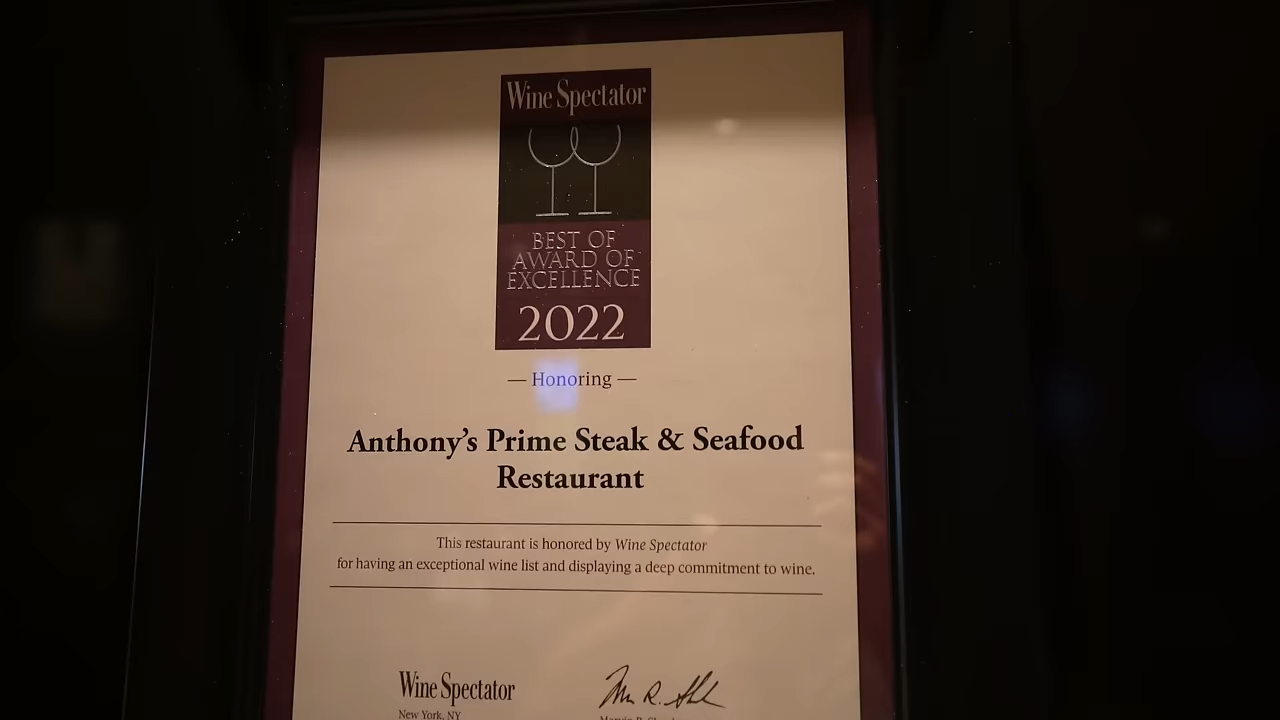 Wine Spectator
BEST OF
AWARD OF
EXCELLENCE
2022
— Honoring —
Anthony's Prime Steak & Seafood
Restaurant
This restaurant is honored by Wine Spectator
for having an exceptional wine list and displaying a deep commitment to wine.
Wine Spectator
New York, NY